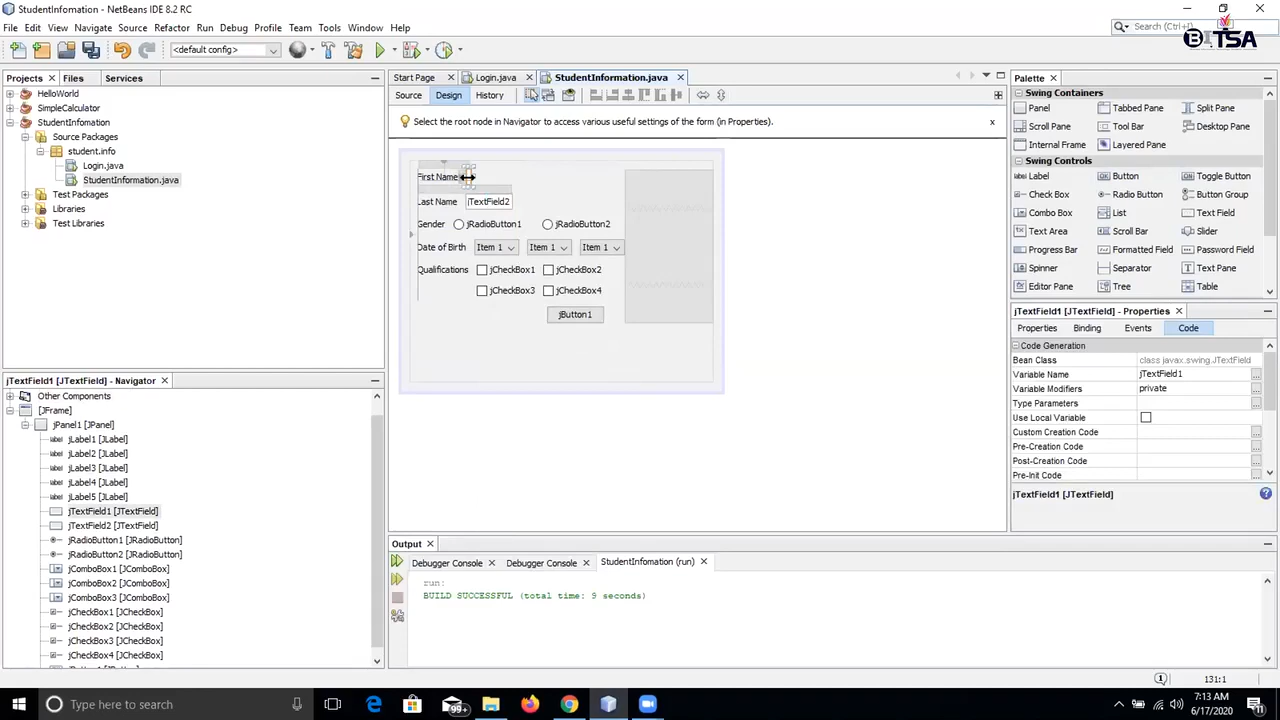 StudentInfomation - NetBeans IDE 8.2 RC
File Edit View Navigate Source Refactor Run Debug Profile Team Tools Window Help
Search (Ctrl+I)
TSA
<default config>
Projects Files Services
HelloWorld
SimpleCalculator
StudentInfomation
Source Packages
student.info
Login.java
StudentInformation.java
Test Packages
Libraries
Test Libraries
Start Page Login.java StudentInformation.java
Source Design History
Select the root node in Navigator to access various useful settings of the form (in Properties).
First Name
Last Name jTextField2
Gender jRadioButton1 jRadioButton2
Date of Birth Item 1 Item 1 Item 1
Qualifications jCheckBox1 jCheckBox2
jCheckBox3 jCheckBox4
jButton1
Palette
Swing Containers
Panel Tabbed Pane Split Pane
Scroll Pane Tool Bar Desktop Pane
Internal Frame Layered Pane
Swing Controls
Label Button Toggle Button
Check Box Radio Button Button Group
Combo Box List Text Field
Text Area Scroll Bar Slider
Progress Bar Formatted Field Password Field
Spinner Separator Text Pane
Editor Pane Tree Table
jTextField1 [JTextField] - Properties
Properties Binding Events Code
Code Generation
Bean Class class javax.swing.JTextField
Variable Name jTextField1
Variable Modifiers private
Type Parameters
Use Local Variable
Custom Creation Code
Pre-Creation Code
Post-Creation Code
Pre-Init Code
jTextField1 [JTextField]
jTextField1 [JTextField] - Navigator
Other Components
[JFrame]
jPanel1 [JPanel]
jLabel1 [JLabel]
jLabel2 [JLabel]
jLabel3 [JLabel]
jLabel4 [JLabel]
jLabel5 [JLabel]
jTextField1 [JTextField]
jTextField2 [JTextField]
jRadioButton1 [JRadioButton]
jRadioButton2 [JRadioButton]
jComboBox1 [JComboBox]
jComboBox2 [JComboBox]
jComboBox3 [JComboBox]
jCheckBox1 [JCheckBox]
jCheckBox2 [JCheckBox]
jCheckBox3 [JCheckBox]
jCheckBox4 [JCheckBox]
Output
Debugger Console Debugger Console StudentInfomation (run)
run:
BUILD SUCCESSFUL (total time: 9 seconds)
131:1
Type here to search
99+
7:13 AM
6/17/2020